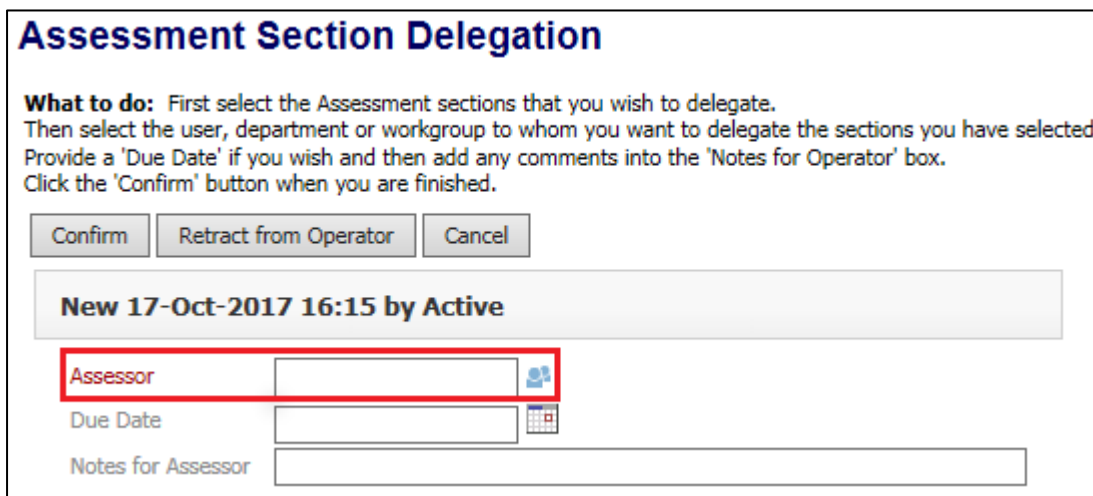 Assessment Section Delegation
What to do: First select the Assessment sections that you wish to delegate.
Then select the user, department or workgroup to whom you want to delegate the sections you have selected
Provide a 'Due Date' if you wish and then add any comments into the 'Notes for Operator' box.
Click the 'Confirm' button when you are finished.
Confirm Retract from Operator Cancel
New 17-Oct-2017 16:15 by Active
Assessor
Due Date
Notes for Assessor